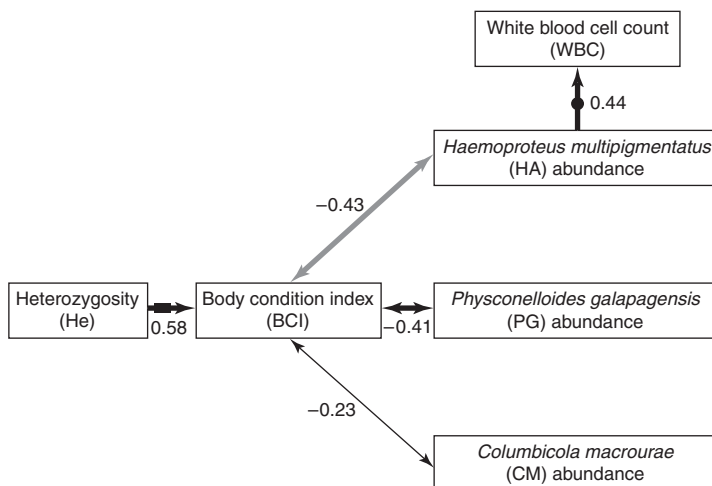 White blood cell count
(WBC)
0.44
Haemoproteus multipigmentatus
(HA) abundance
−0.43
Heterozygosity
(He)
0.58
Body condition index
(BCI)
−0.41
Physconelloides galapagensis
(PG) abundance
−0.23
Columbicola macrourae
(CM) abundance